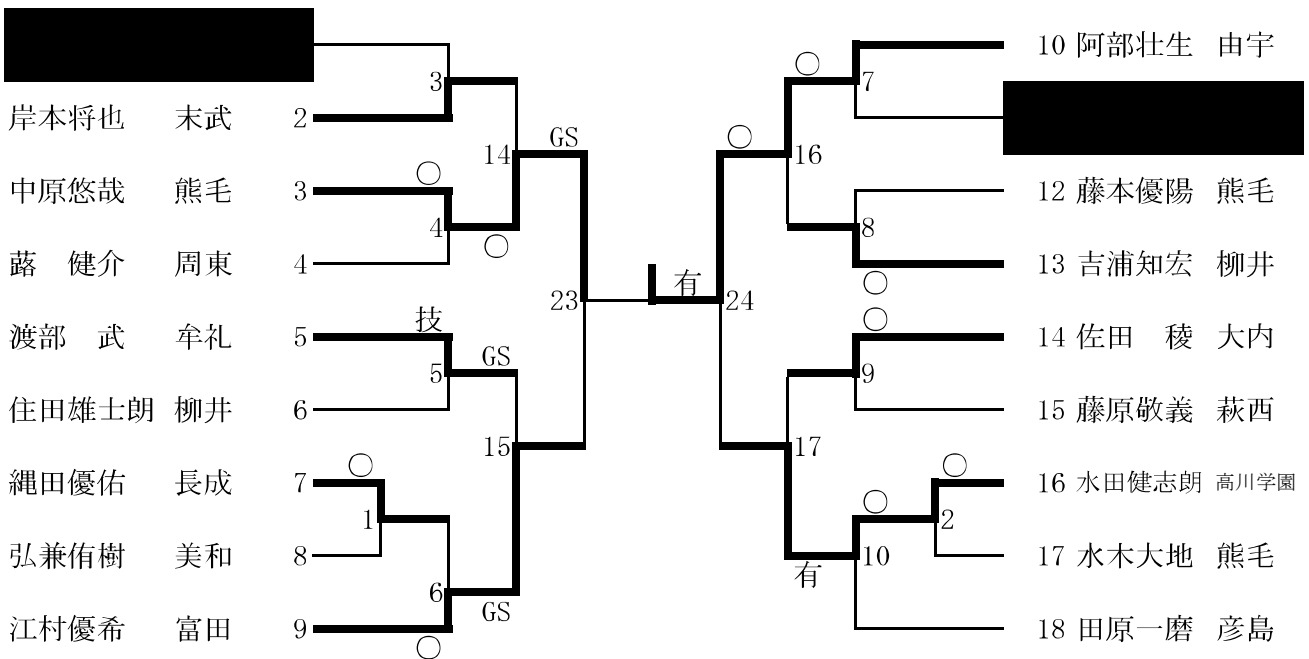 10 阿部壮生 由宇
3
7
岸本将也 末武 2
GS
14
16
中原悠哉 熊毛 3
12 藤本優陽 熊毛
4
8
蕗 健介 周東 4
13 吉浦知宏 柳井
有
23
24
技
渡部 武 牟礼 5
14 佐田 稜 大内
GS
5
9
住田雄士朗 柳井 6
15 藤原敬義 萩西
15
17
縄田優佑 長成 7
16 水田健志朗 高川学園
1
2
弘兼侑樹 美和 8
10
17 水木大地 熊毛
有
6
GS
江村優希 富田 9
18 田原一磨 彦島